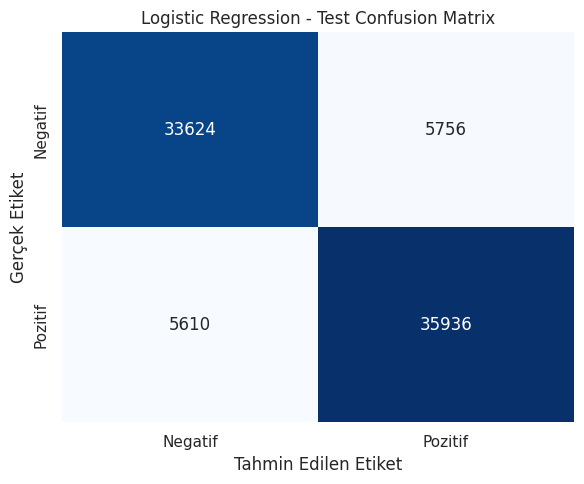 Logistic Regression - Test Confusion Matrix
Gerçek Etiket
Negatif
33624 5756
Pozitif
5610 35936
Negatif Pozitif
Tahmin Edilen Etiket